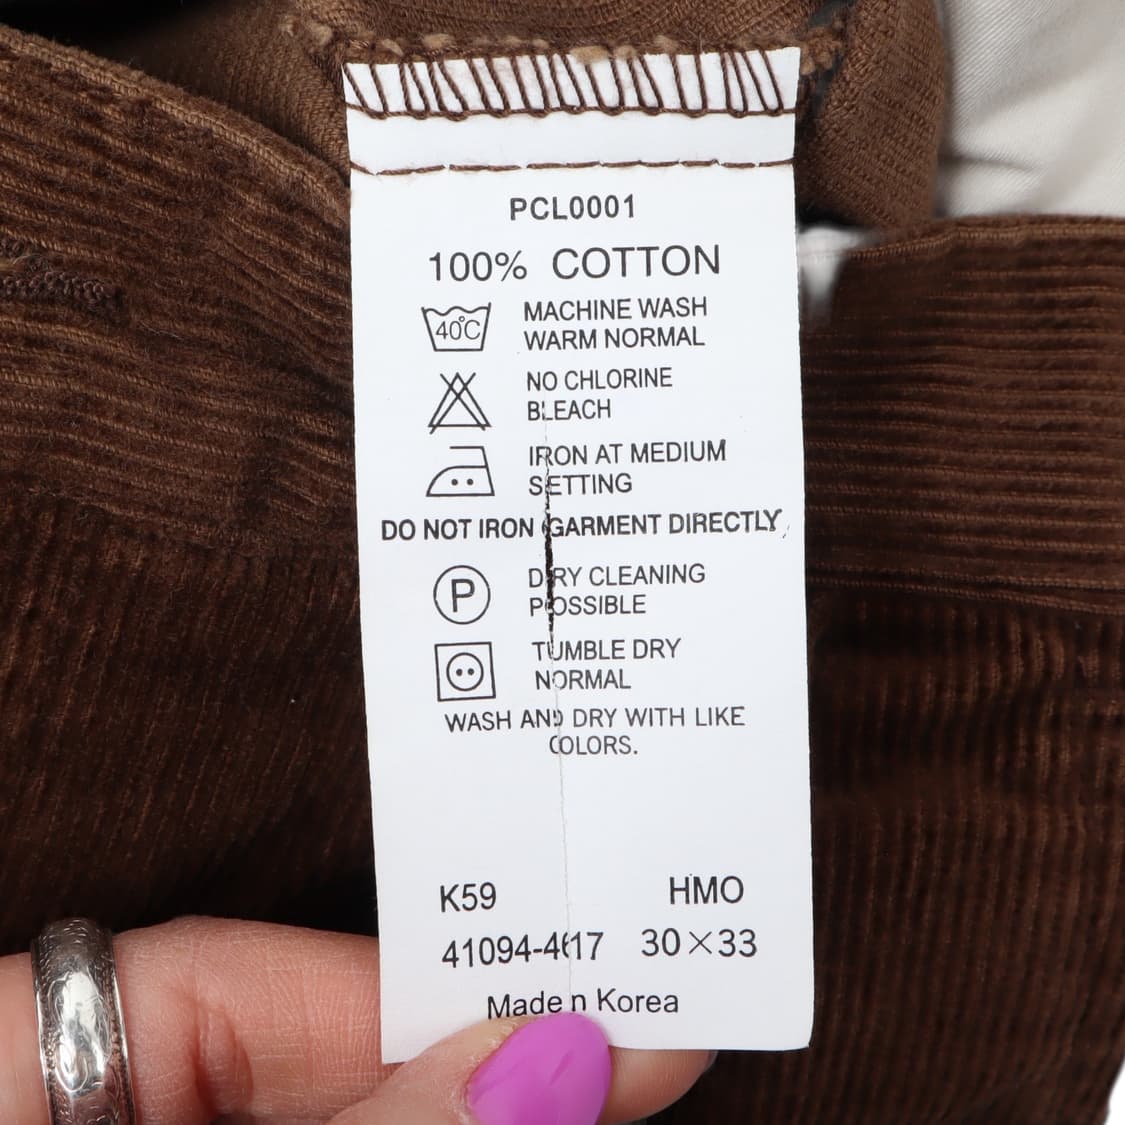 PCL0001
100% COTTON
40°C MACHINE WASH
WARM NORMAL
NO CHLORINE
BLEACH
IRON AT MEDIUM
SETTING
DO NOT IRON GARMENT DIRECTLY
P DRY CLEANING
POSSIBLE
TUMBLE DRY
NORMAL
WASH AND DRY WITH LIKE
COLORS.
K59 HMO
30×33
Made n Korea